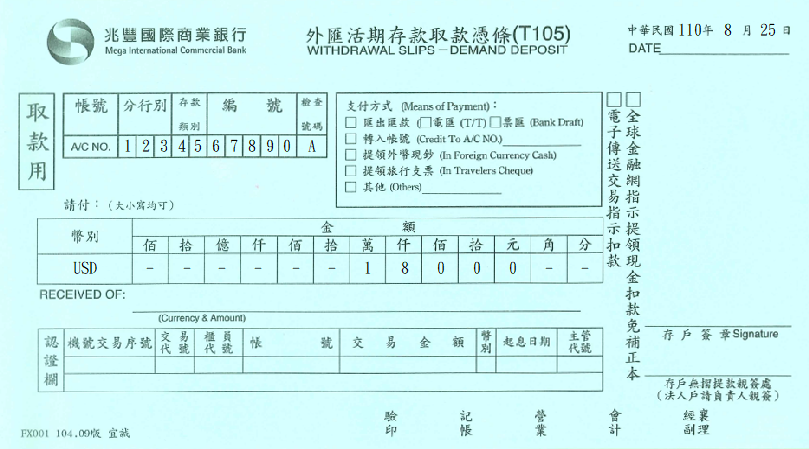 兆豐國際商業銀行
Mega International Commercial Bank
外匯活期存款取款憑條(T105)
WITHDRAWAL SLIPS－DEMAND DEPOSIT
中華民國 110年 8 月 25 日
DATE
取款用
帳號 分行別 存款類別 編 號 檢查號碼
A/C NO. 1 2 3 4 5 6 7 8 9 0 A
支付方式 (Means of Payment)：
□ 匯出匯款 (□電匯 (T/T) □票匯 (Bank Draft)
□ 轉入帳號 (Credit To A/C NO.)
□ 提領外幣現鈔 (In Foreign Currency Cash)
□ 提領旅行支票 (In Travelers Cheque)
□ 其他 (Others)
□電子傳送交易指示扣款
□全球金融網指示提領現金扣款免補正本
請付：(大小寫均可)
幣別 金 額
佰 拾 億 仟 佰 拾 萬 仟 佰 拾 元 角 分
USD － － － － － － 1 8 0 0 0 － －
RECEIVED OF:
(Currency & Amount)
認證欄
機號交易序號 交易代號 櫃員代號 帳 號 交 易 金 額 幣別 起息日期 主管代號
存 戶 簽 章 Signature
存戶無摺提款親簽處
(法人戶請負責人親簽)
驗印 記帳 營業 會計 經副 襄理
FX001 104.09版 宜誠